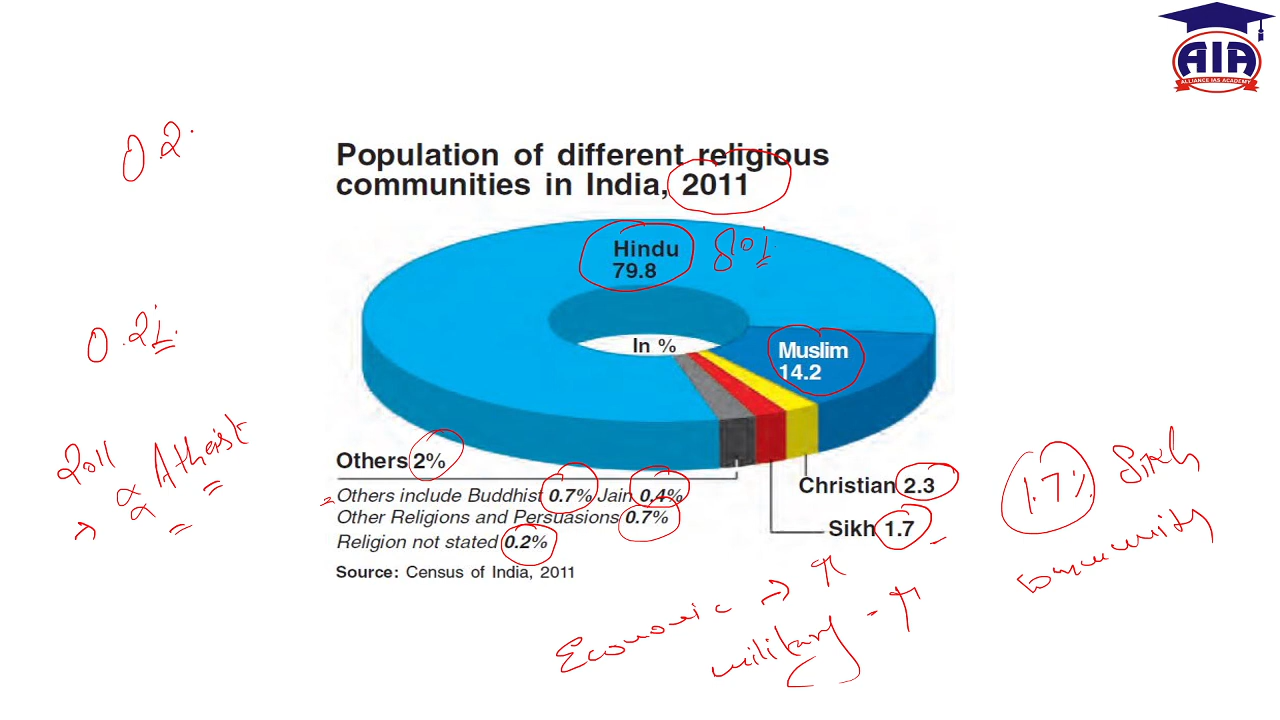 AIA
ALLIANCE IAS ACADEMY
0.2.
Population of different religious
communities in India, 2011
Hindu
79.8
80%
In %
Muslim
14.2
0.2%
2011
Atheist
Others 2%
Others include Buddhist 0.7% Jain 0.4%
Other Religions and Persuasions 0.7%
Religion not stated 0.2%
Source: Census of India, 2011
Christian 2.3
Sikh 1.7
1.7% Sikh
community
Economic → ↑
military - ↑